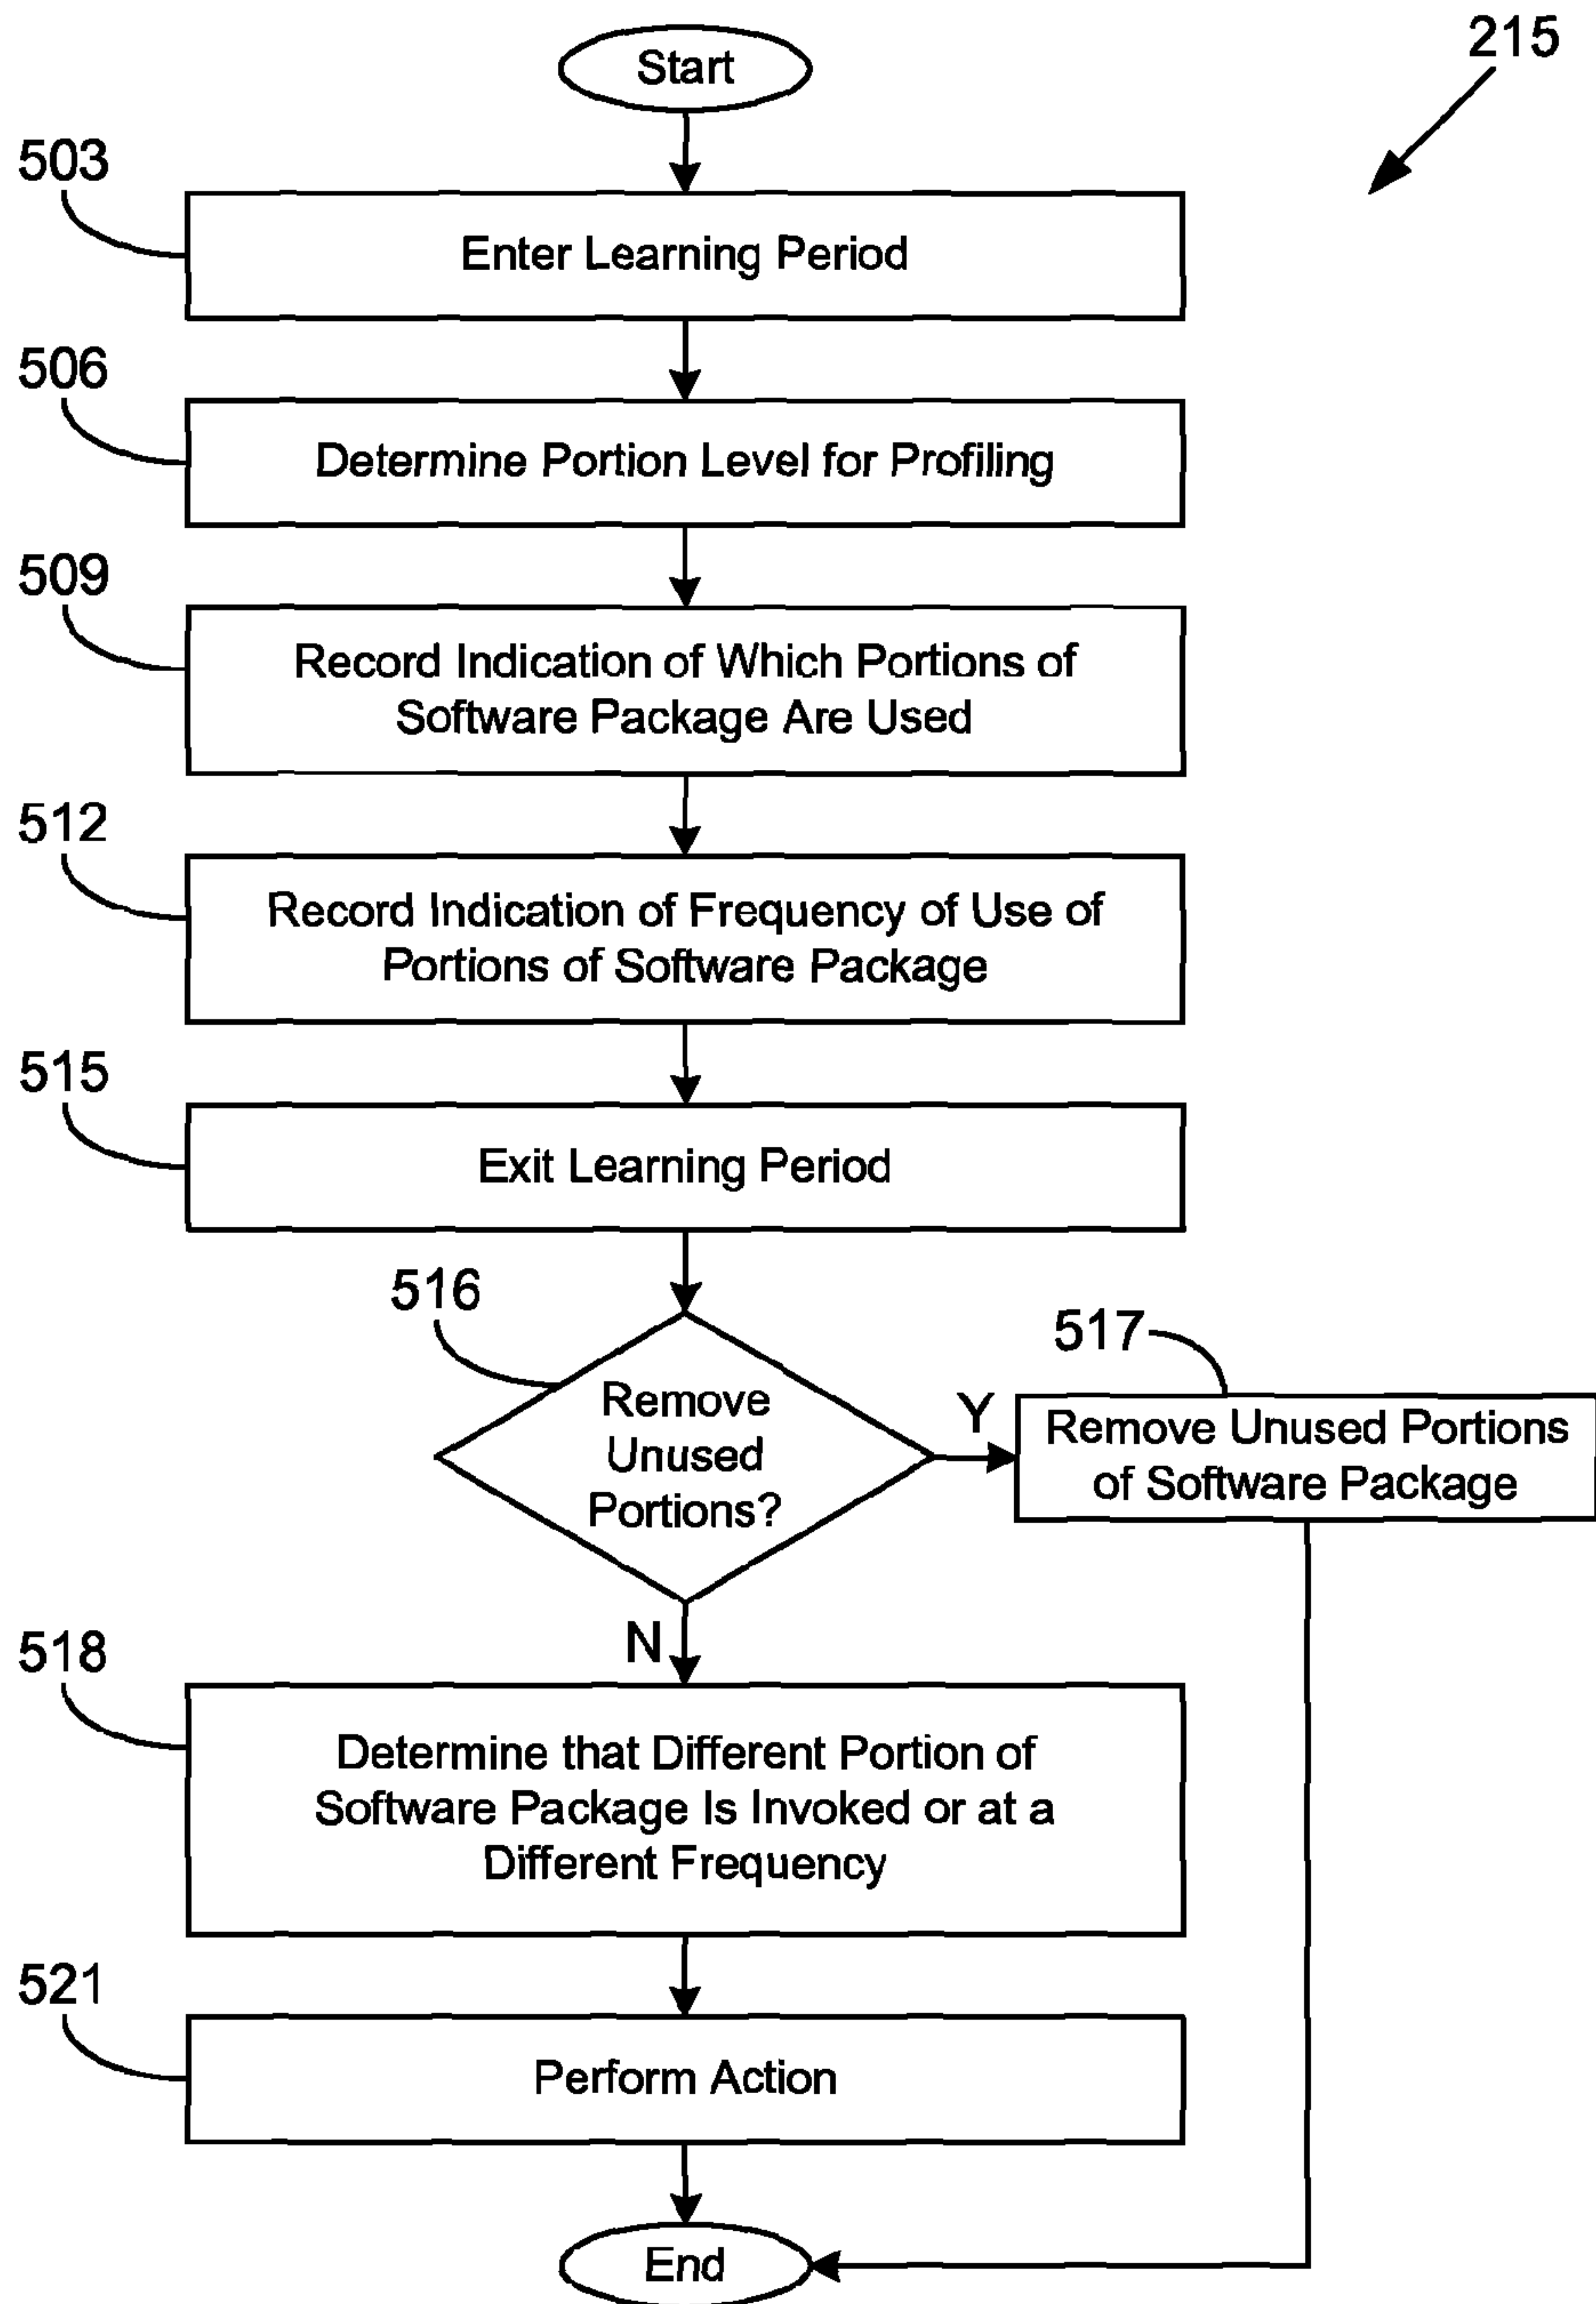 215
Start
503
Enter Learning Period
506
Determine Portion Level for Profiling
509
Record Indication of Which Portions of
Software Package Are Used
512
Record Indication of Frequency of Use of
Portions of Software Package
515
Exit Learning Period
516
Remove
Unused
Portions?
Y
517
Remove Unused Portions
of Software Package
N
518
Determine that Different Portion of
Software Package Is Invoked or at a
Different Frequency
521
Perform Action
End